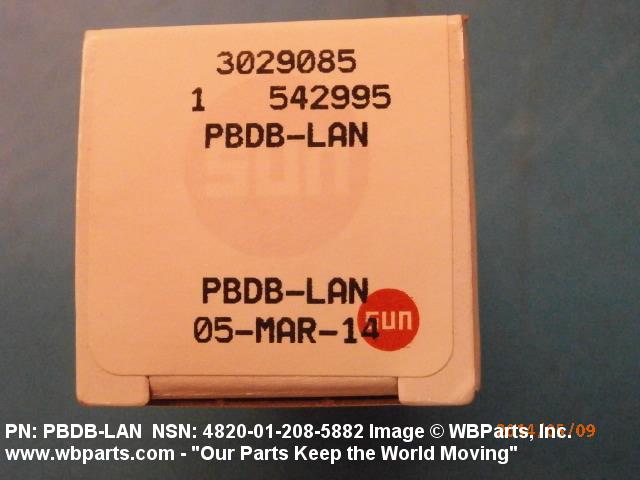 3029085
1 542995
PBDB-LAN
sun
PBDB-LAN
05-MAR-14
sun
PN: PBDB-LAN NSN: 4820-01-208-5882 Image © WBParts, Inc.
www.wbparts.com - "Our Parts Keep the World Moving"